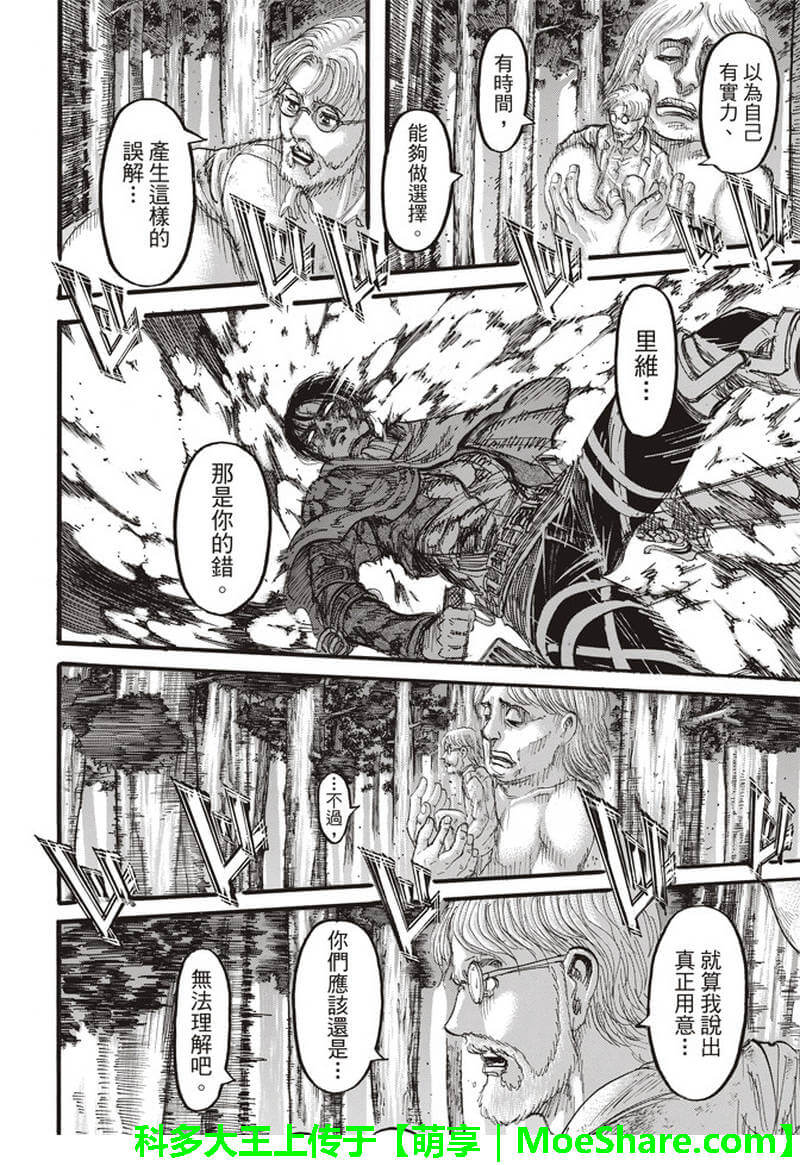 以為自己
有實力、
有時間，
能夠做選擇。
產生這樣的
誤解…
里維…
那是你的錯。
…不過，
就算我說出
真正用意…
你們應該還是…
無法理解吧。
科多大王上传于【萌享｜MoeShare.com】